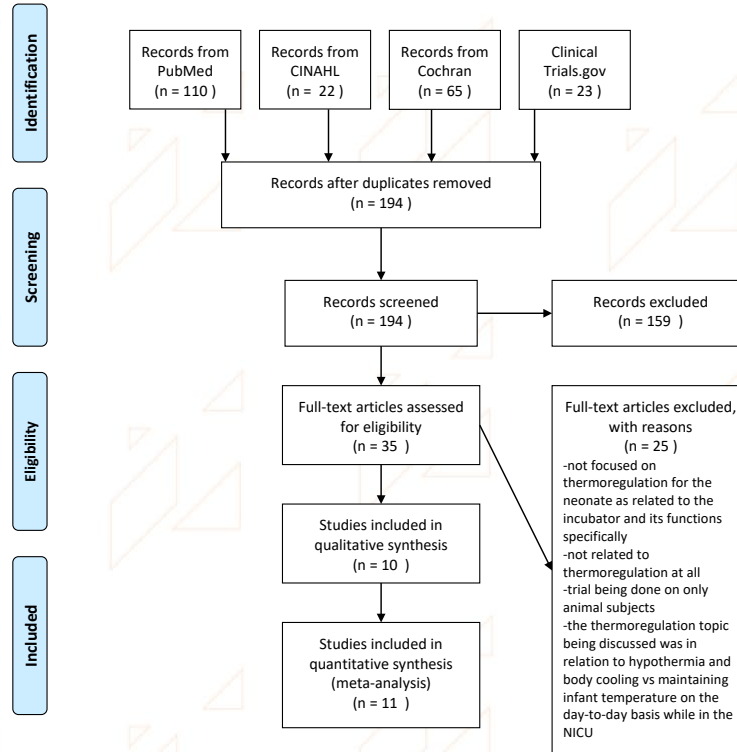 Identification
Records from
PubMed
(n = 110 )
Records from
CINAHL
(n = 22 )
Records from
Cochran
(n = 65 )
Clinical
Trials.gov
(n = 23 )
Records after duplicates removed
(n = 194 )
Screening
Records screened
(n = 194 )
Records excluded
(n = 159 )
Eligibility
Full-text articles assessed
for eligibility
(n = 35 )
Full-text articles excluded,
with reasons
(n = 25 )
-not focused on
thermoregulation for the
neonate as related to the
incubator and its functions
specifically
-not related to
thermoregulation at all
-trial being done on only
animal subjects
-the thermoregulation topic
being discussed was in
relation to hypothermia and
body cooling vs maintaining
infant temperature on the
day-to-day basis while in the
NICU
Studies included in
qualitative synthesis
(n = 10 )
Included
Studies included in
quantitative synthesis
(meta-analysis)
(n = 11 )